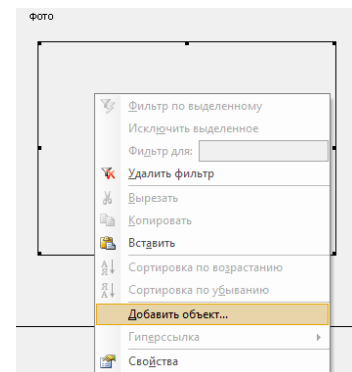 Фото
Фильтр по выделенному
Исключить выделенное
Фильтр для:
Удалить фильтр
Вырезать
Копировать
Вставить
Сортировка по возрастанию
Сортировка по убыванию
Добавить объект...
Гиперссылка
Свойства